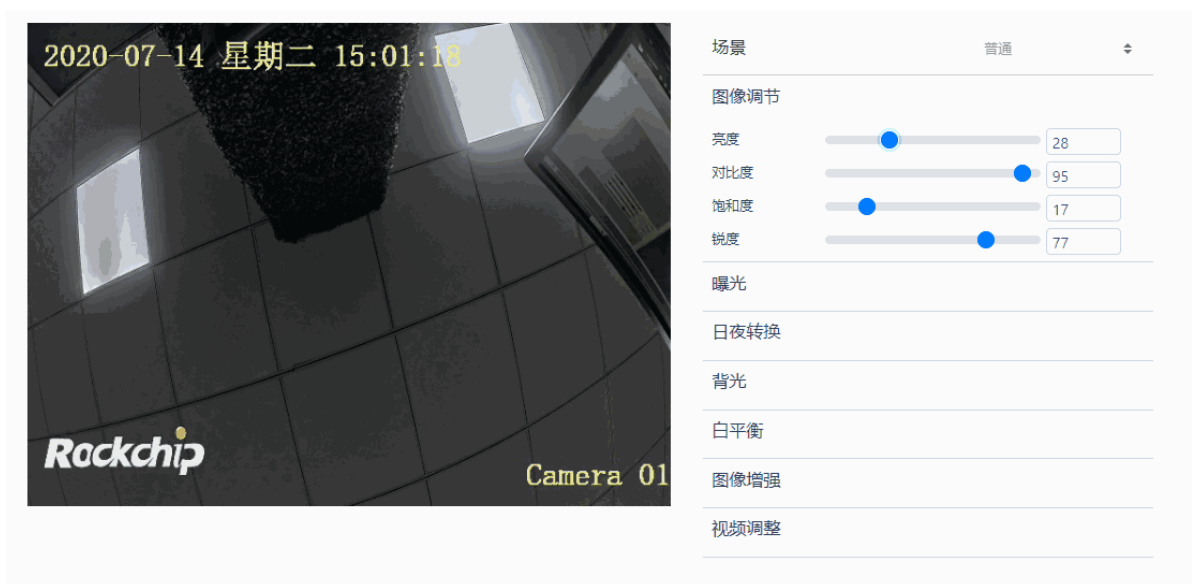 2020-07-14 星期二 15:01:18
Rockchip
Camera 01
场景 普通
图像调节
亮度 28
对比度 95
饱和度 17
锐度 77
曝光
日夜转换
背光
白平衡
图像增强
视频调整